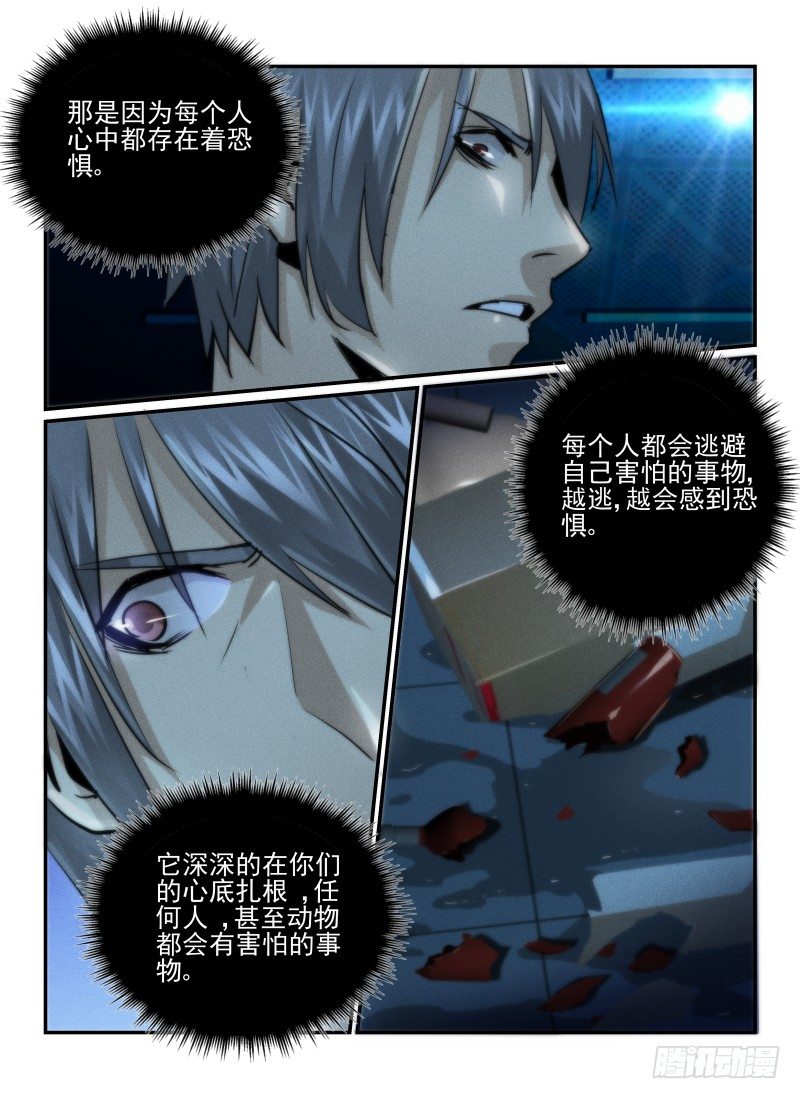 那是因为每个人
心中都存在着恐
惧。
每个人都会逃避
自己害怕的事物,
越逃,越会感到恐
惧。
它深深的在你们
的心底扎根,任
何人,甚至动物
都会有害怕的事
物。
腾讯动漫